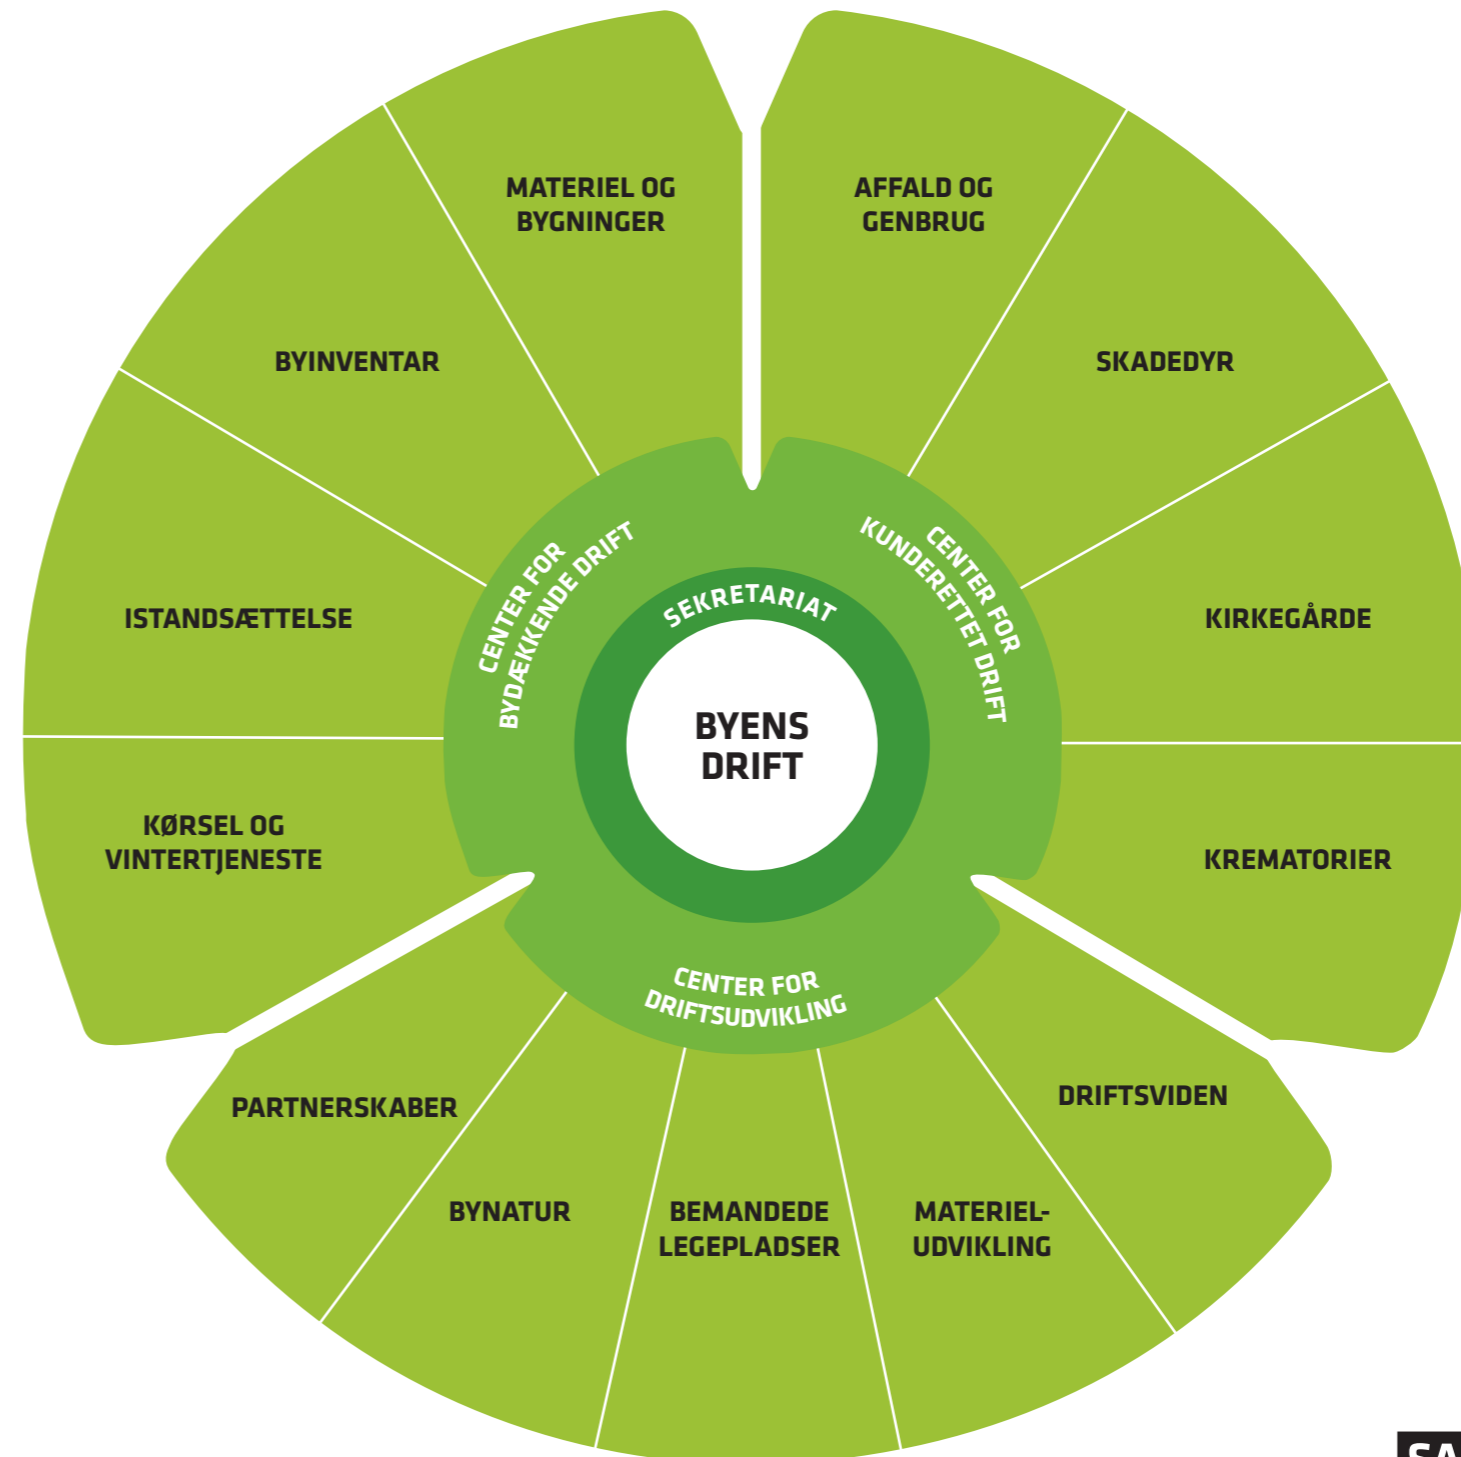 MATERIEL OG
BYGNINGER
AFFALD OG
GENBRUG
BYINVENTAR
SKADEDYR
ISTANDSÆTTELSE
KIRKEGÅRDE
CENTER FOR
BYDÆKKENDE DRIFT
CENTER FOR
KUNDERETTET DRIFT
SEKRETARIAT
BYENS
DRIFT
KØRSEL OG
VINTERTJENESTE
KREMATORIER
CENTER FOR
DRIFTSUDVIKLING
PARTNERSKABER
DRIFTSVIDEN
BYNATUR
BEMANDEDE
LEGEPLADSER
MATERIEL-
UDVIKLING